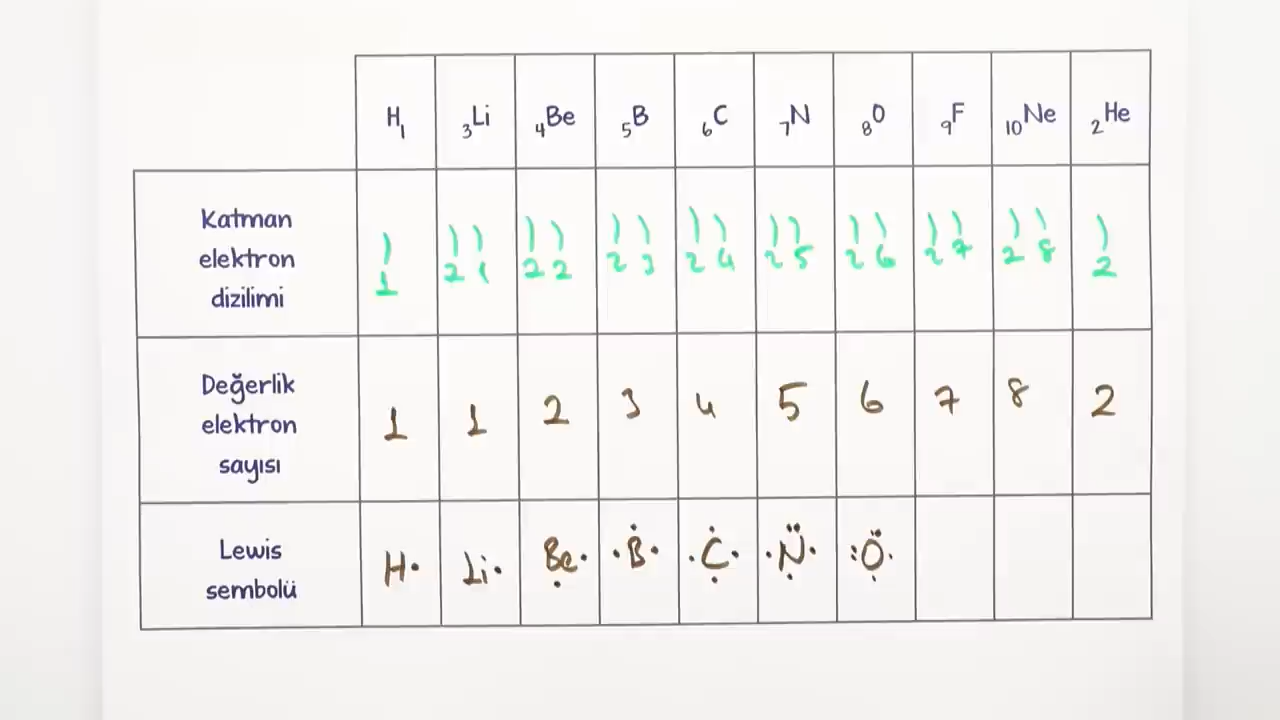 H₁ ₃Li ₄Be ₅B ₆C ₇N ₈O ₉F ₁₀Ne ₂He
Katman
elektron
dizilimi
) )) )) )) )) )) )) )) )) )
1 2 1 2 2 2 3 2 4 2 5 2 6 2 7 2 8 2
Değerlik
elektron
sayısı
1 1 2 3 4 5 6 7 8 2
Lewis
sembolü
H· Li· Be· ·B· ·C· ·N· :O·